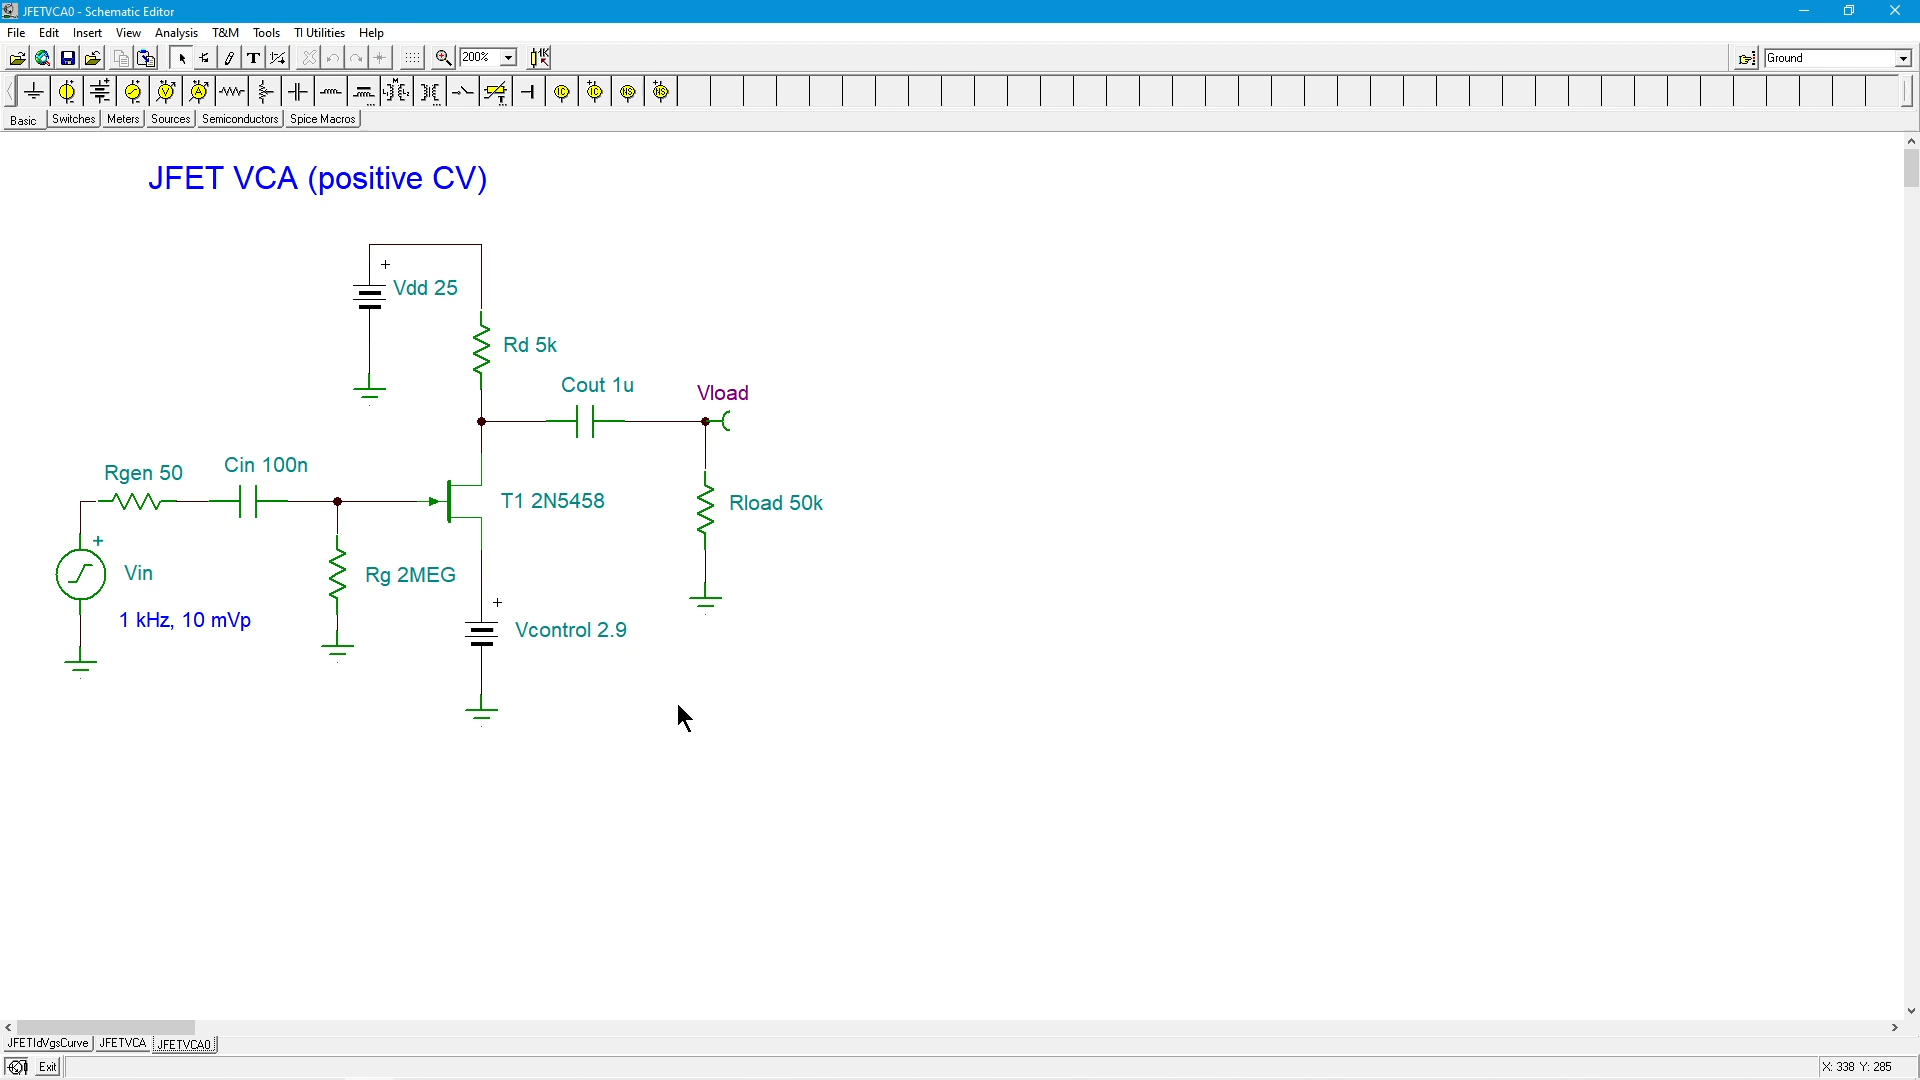 JFETVCA0 - Schematic Editor
File Edit Insert View Analysis T&M Tools TI Utilities Help
200%
Ground
Basic Switches Meters Sources Semiconductors Spice Macros
JFET VCA (positive CV)
+
Vdd 25
Rd 5k
Cout 1u
Vload
Rgen 50
Cin 100n
T1 2N5458
Rload 50k
+
Vin
Rg 2MEG
1 kHz, 10 mVp
+
Vcontrol 2.9
JFETIdVgsCurve JFETVCA JFETVCA0
Exit
X: 338 Y: 285